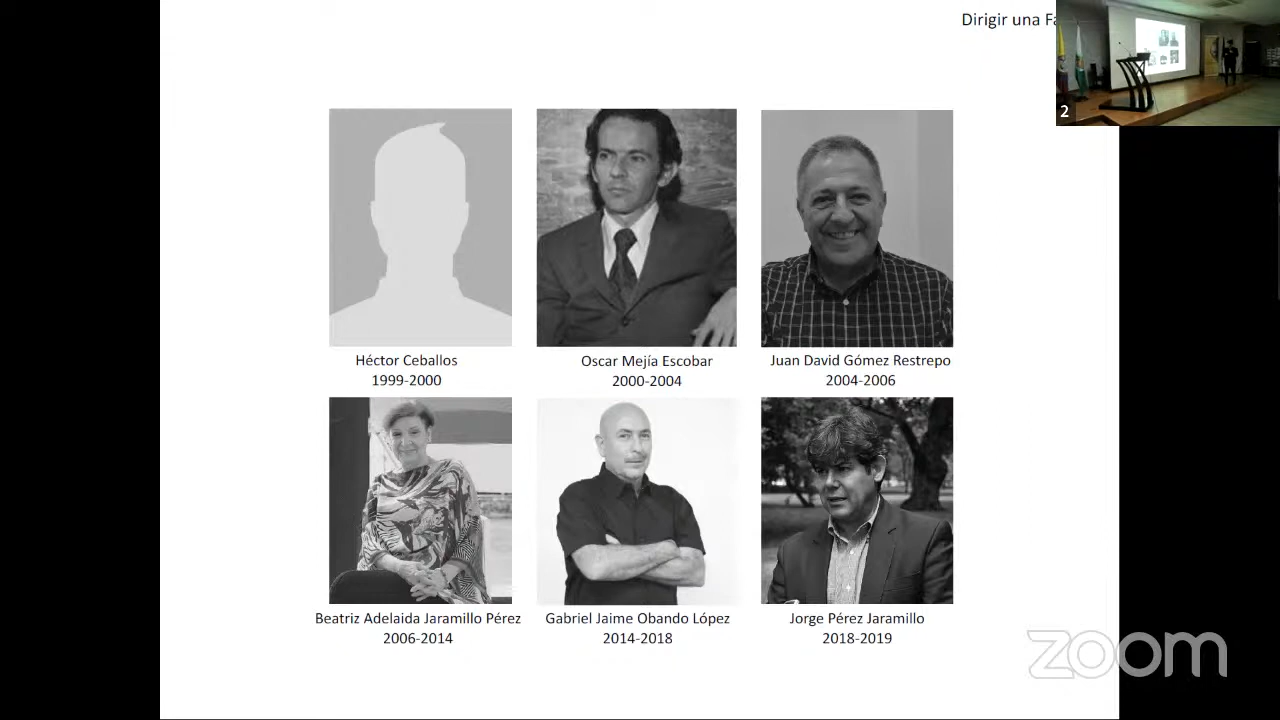 Dirigir una Fa
2
Héctor Ceballos
1999-2000
Oscar Mejía Escobar
2000-2004
Juan David Gómez Restrepo
2004-2006
Beatriz Adelaida Jaramillo Pérez
2006-2014
Gabriel Jaime Obando López
2014-2018
Jorge Pérez Jaramillo
2018-2019
zoom